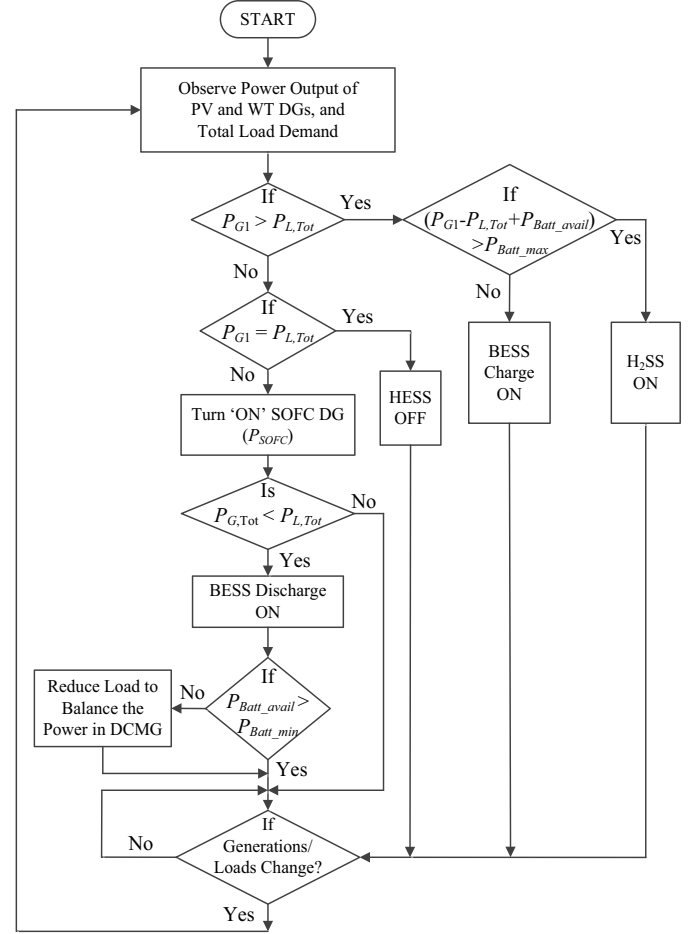 START
Observe Power Output of
PV and WT DGs, and
Total Load Demand
If
P_G1 > P_L,Tot
Yes
If
(P_G1-P_L,Tot+P_Batt_avail)
>P_Batt_max
Yes
No
No
If
P_G1 = P_L,Tot
Yes
BESS
Charge
ON
H₂SS
ON
HESS
OFF
No
Turn ‘ON’ SOFC DG
(P_SOFC)
Is
P_G,Tot < P_L,Tot
No
Yes
BESS Discharge
ON
If
P_Batt_avail >
P_Batt_min
No
Reduce Load to
Balance the
Power in DCMG
Yes
If
Generations/
Loads Change?
No
Yes